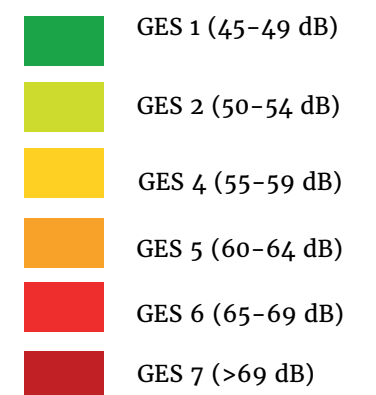 GES 1 (45-49 dB)
GES 2 (50-54 dB)
GES 4 (55-59 dB)
GES 5 (60-64 dB)
GES 6 (65-69 dB)
GES 7 (>69 dB)